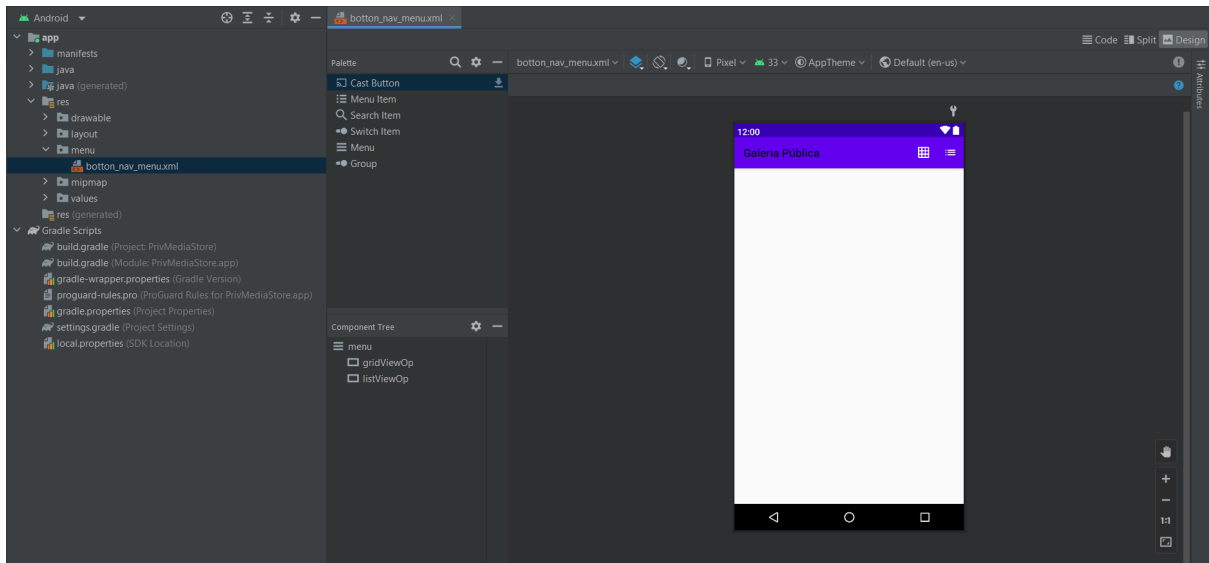 Android
app
manifests
java
java (generated)
res
drawable
layout
menu
botton_nav_menu.xml
mipmap
values
res (generated)
Gradle Scripts
build.gradle (Project: PrivMediaStore)
build.gradle (Module: PrivMediaStore.app)
gradle-wrapper.properties (Gradle Version)
proguard-rules.pro (ProGuard Rules for PrivMediaStore.app)
gradle.properties (Project Properties)
settings.gradle (Project Settings)
local.properties (SDK Location)
botton_nav_menu.xml
Code Split Design
Palette
Cast Button
Menu Item
Search Item
Switch Item
Menu
Group
Component Tree
menu
gridViewOp
listViewOp
botton_nav_menu.xml Pixel 33 AppTheme Default (en-us)
12:00
Galeria Pública
1:1
Attributes